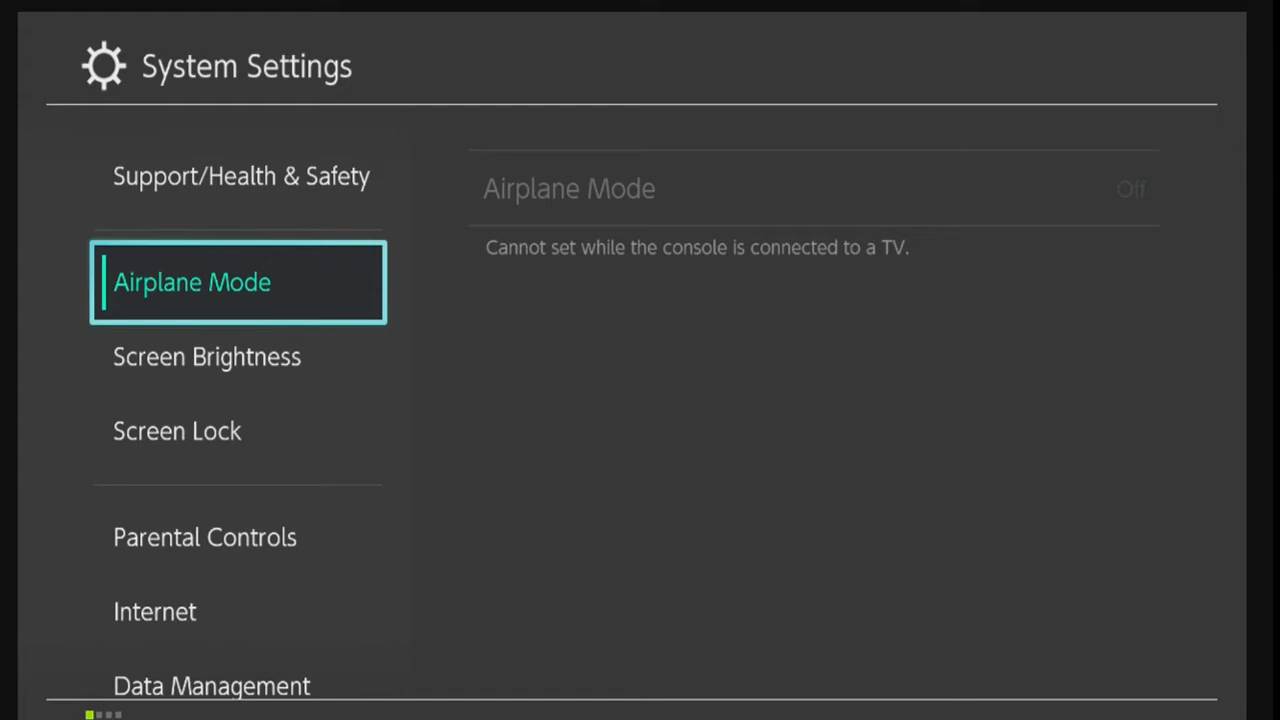 System Settings
Support/Health & Safety
Airplane Mode
Screen Brightness
Screen Lock
Parental Controls
Internet
Data Management
Airplane Mode Off
Cannot set while the console is connected to a TV.